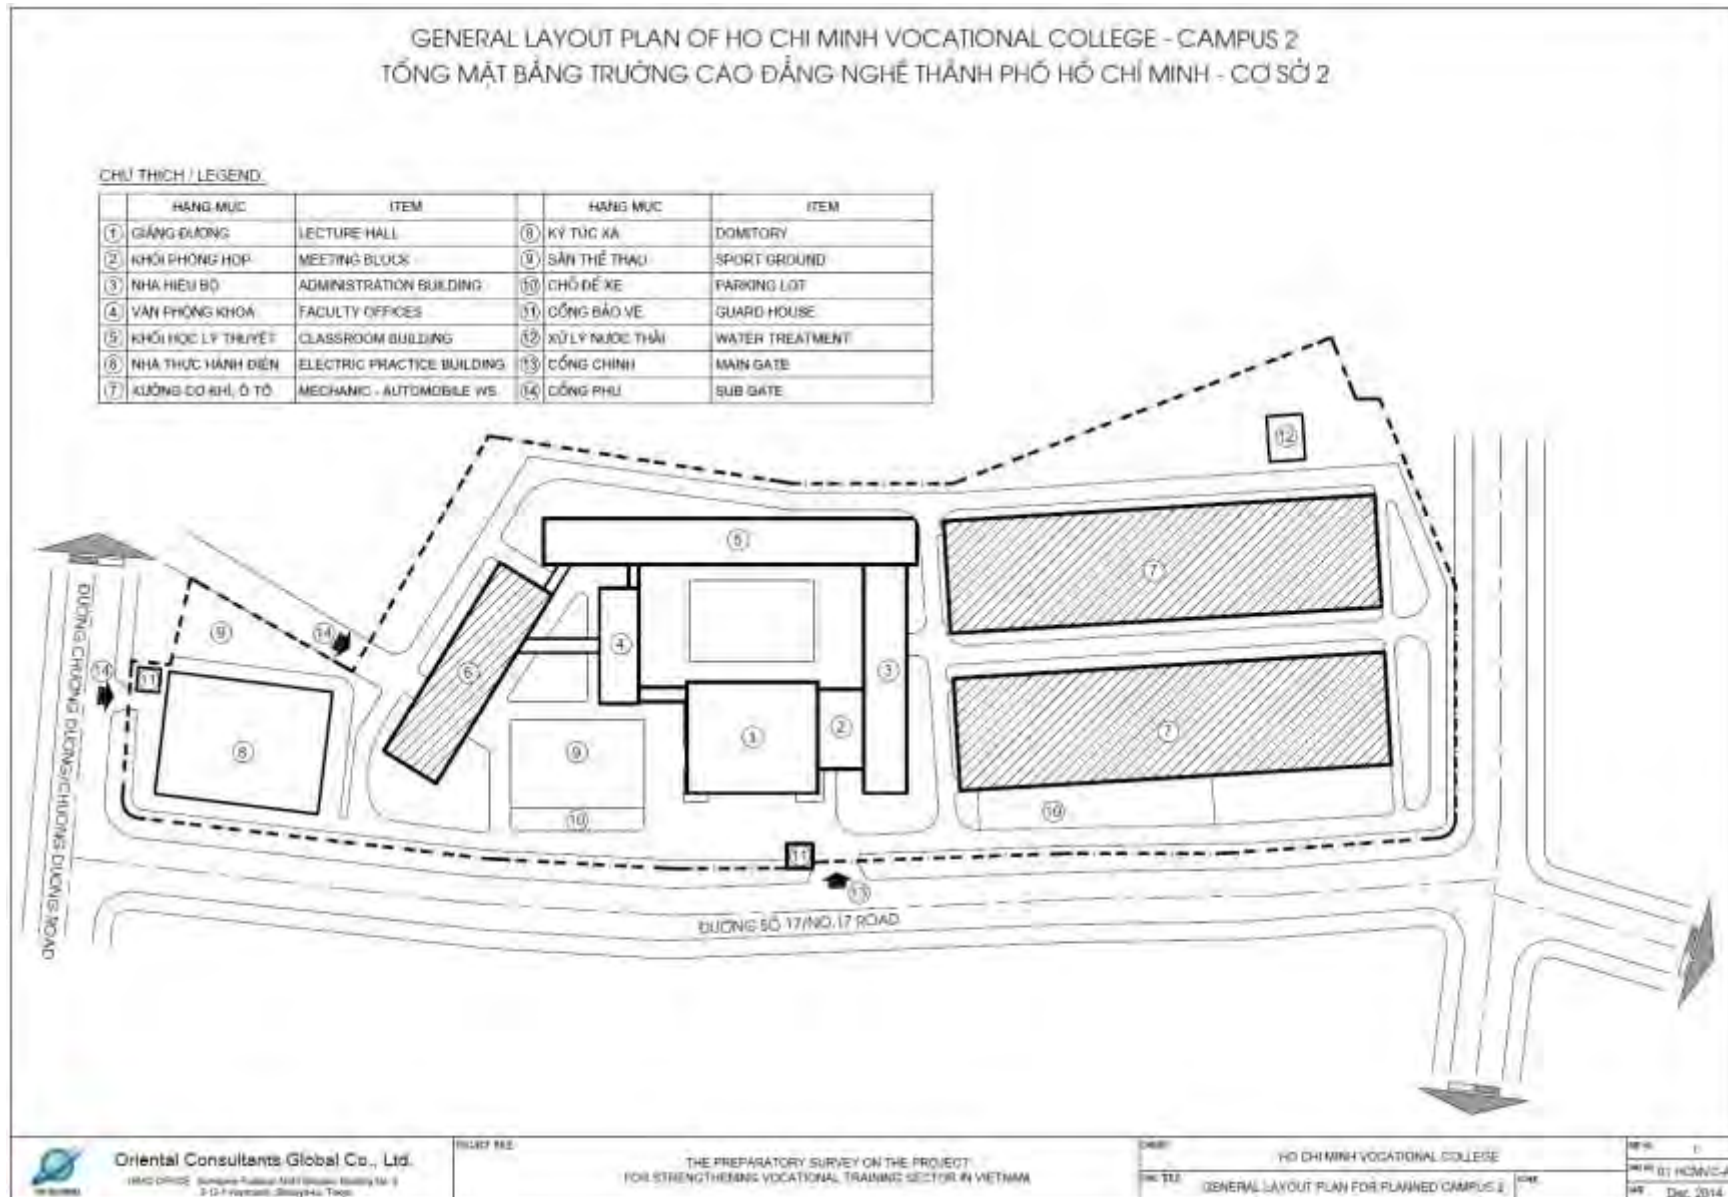 GENERAL LAYOUT PLAN OF HO CHI MINH VOCATIONAL COLLEGE - CAMPUS 2
TỔNG MẶT BẰNG TRƯỜNG CAO ĐẲNG NGHỀ THÀNH PHỐ HỒ CHÍ MINH - CƠ SỞ 2
CHÚ THÍCH / LEGEND
HẠNG MỤC ITEM HẠNG MỤC ITEM
1 GIẢNG ĐƯỜNG LECTURE HALL 8 KÝ TÚC XÁ DOMITORY
2 KHỐI PHÒNG HỌP MEETING BLOCK 9 SÂN THỂ THAO SPORT GROUND
3 NHÀ HIỆU BỘ ADMINISTRATION BUILDING 10 CHỖ ĐỂ XE PARKING LOT
4 VĂN PHÒNG KHOA FACULTY OFFICES 11 CỔNG BẢO VỆ GUARD HOUSE
5 KHỐI HỌC LÝ THUYẾT CLASSROOM BUILDING 12 XỬ LÝ NƯỚC THẢI WATER TREATMENT
6 NHÀ THỰC HÀNH ĐIỆN ELECTRIC PRACTICE BUILDING 13 CỔNG CHÍNH MAIN GATE
7 XƯỞNG CƠ KHÍ, Ô TÔ MECHANIC - AUTOMOBILE WS 14 CỔNG PHỤ SUB GATE
12
5
7
14
9
4
6
3
14
11
8
9
1
2
7
10
10
11
13
ĐƯỜNG CHƯƠNG DƯƠNG/CHUONG DUONG ROAD
ĐƯỜNG SỐ 17/NO.17 ROAD
Oriental Consultants Global Co., Ltd.
THE PREPARATORY SURVEY ON THE PROJECT
FOR STRENGTHENING VOCATIONAL TRAINING SECTOR IN VIETNAM
HO CHI MINH VOCATIONAL COLLEGE
GENERAL LAYOUT PLAN FOR PLANNED CAMPUS 2
01 HCMVC-A